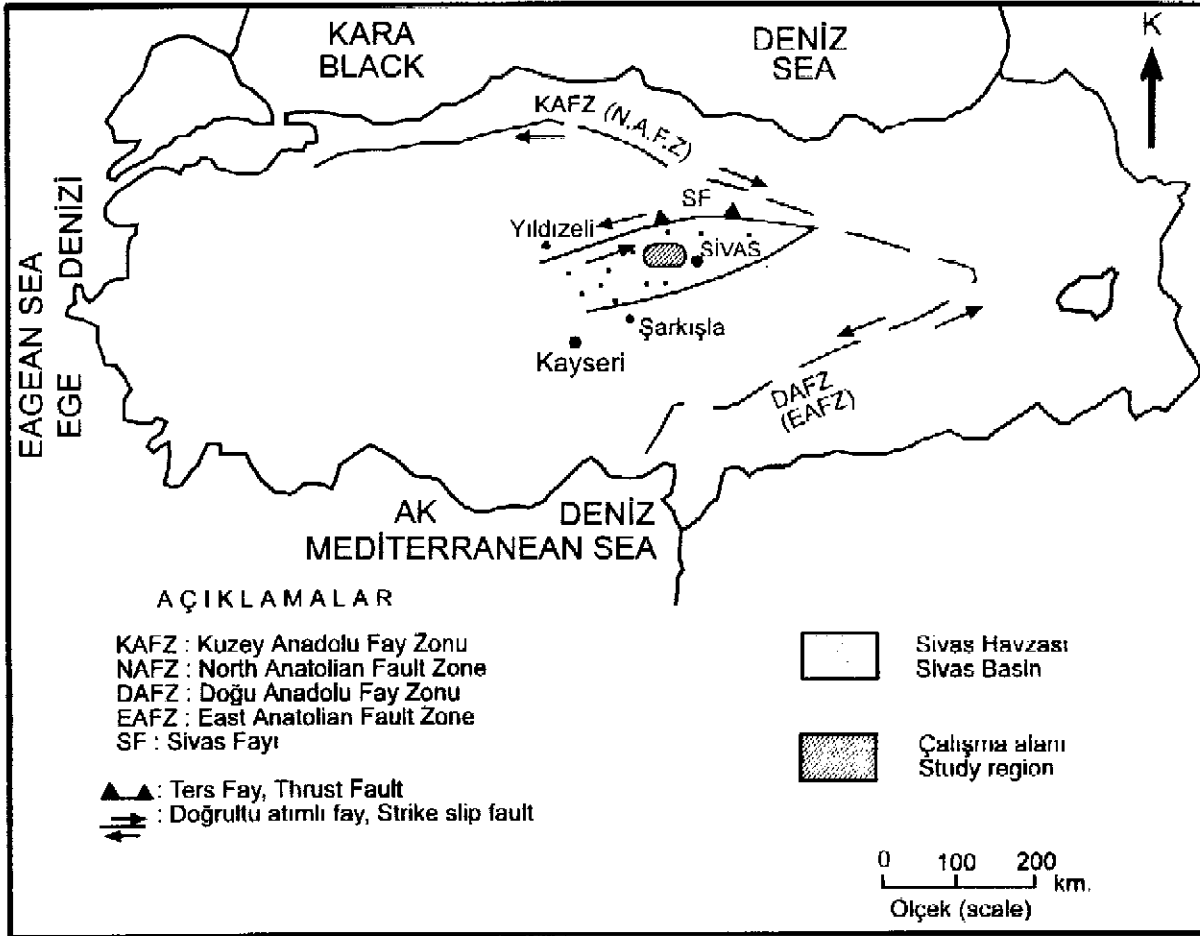 KARA
BLACK
DENİZ
SEA
K
KAFZ (N.A.F.Z)
SF
Yıldızeli
SİVAS
Şarkışla
Kayseri
DAFZ
(EAFZ)
EAGEAN SEA
EGE DENİZİ
AK DENİZ
MEDİTERRANEAN SEA
AÇIKLAMALAR
KAFZ : Kuzey Anadolu Fay Zonu
NAFZ : North Anatolian Fault Zone
DAFZ : Doğu Anadolu Fay Zonu
EAFZ : East Anatolian Fault Zone
SF : Sivas Fayı
: Ters Fay, Thrust Fault
: Doğrultu atımlı fay, Strike slip fault
Sivas Havzası
Sivas Basin
Çalışma alanı
Study region
0 100 200
km.
Ölçek (scale)